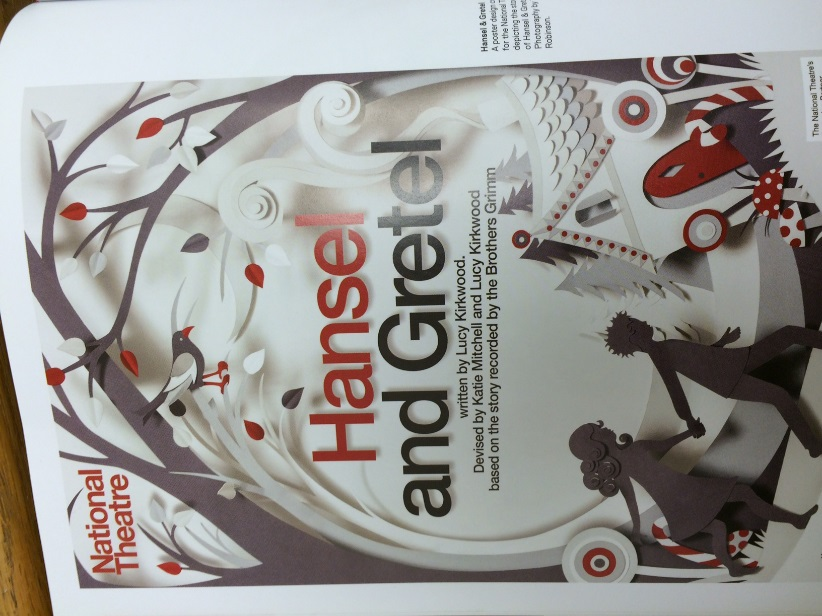 National
Theatre
Hansel
and Gretel
written by Lucy Kirkwood.
Devised by Katie Mitchell and Lucy Kirkwood
based on the story recorded by the Brothers Grimm
Hansel & Gretel
A poster design
for the National
depicting the
of Hansel &
Photography by
Robinson.
The National Theatre's